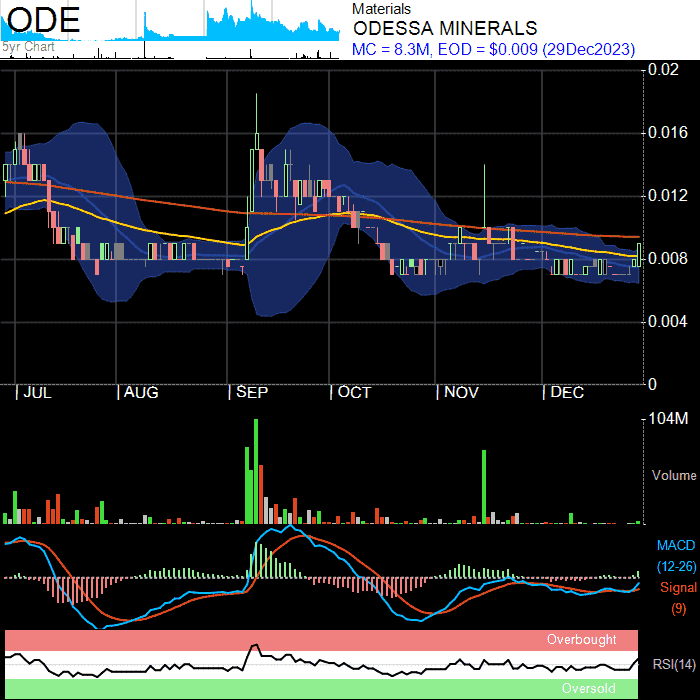 ODE
5yr Chart
Materials
ODESSA MINERALS
MC = 8.3M, EOD = $0.009 (29Dec2023)
0.02
0.016
0.012
0.008
0.004
0
JUL AUG SEP OCT NOV DEC
104M
Volume
MACD
(12-26)
Signal
(9)
Overbought
RSI(14)
Oversold